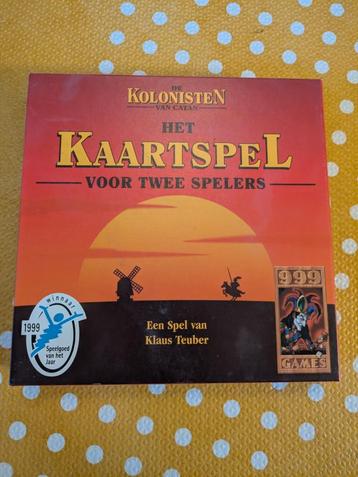 DE
KOLONISTEN
VAN CATAN
HET
KAARTSPEL
VOOR TWEE SPELERS
Een Spel van
Klaus Teuber
winnaar
1999
Speelgoed
van het
Jaar
999
GAMES